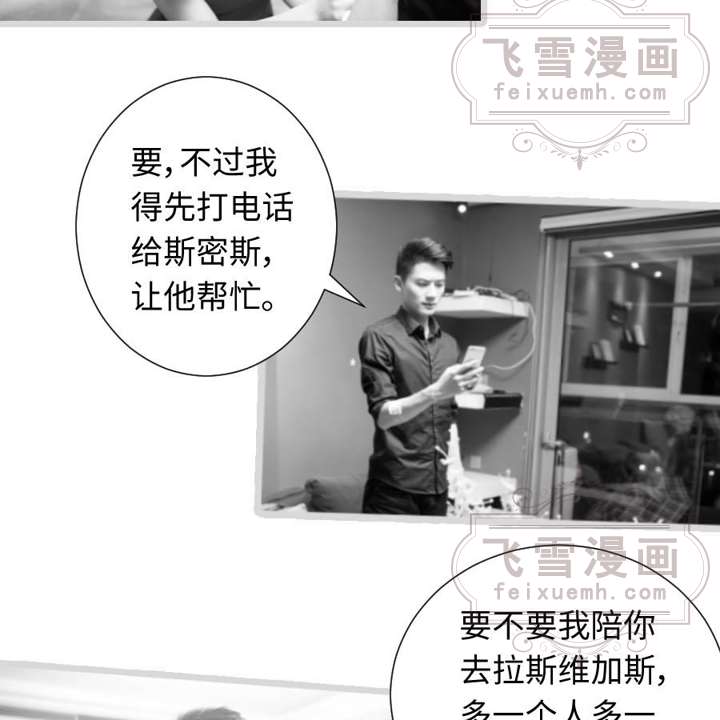 飞雪漫画
feixuemh.com
要，不过我
得先打电话
给斯密斯，
让他帮忙。
飞雪漫画
feixuemh.com
要不要我陪你
去拉斯维加斯，
多一个人多一